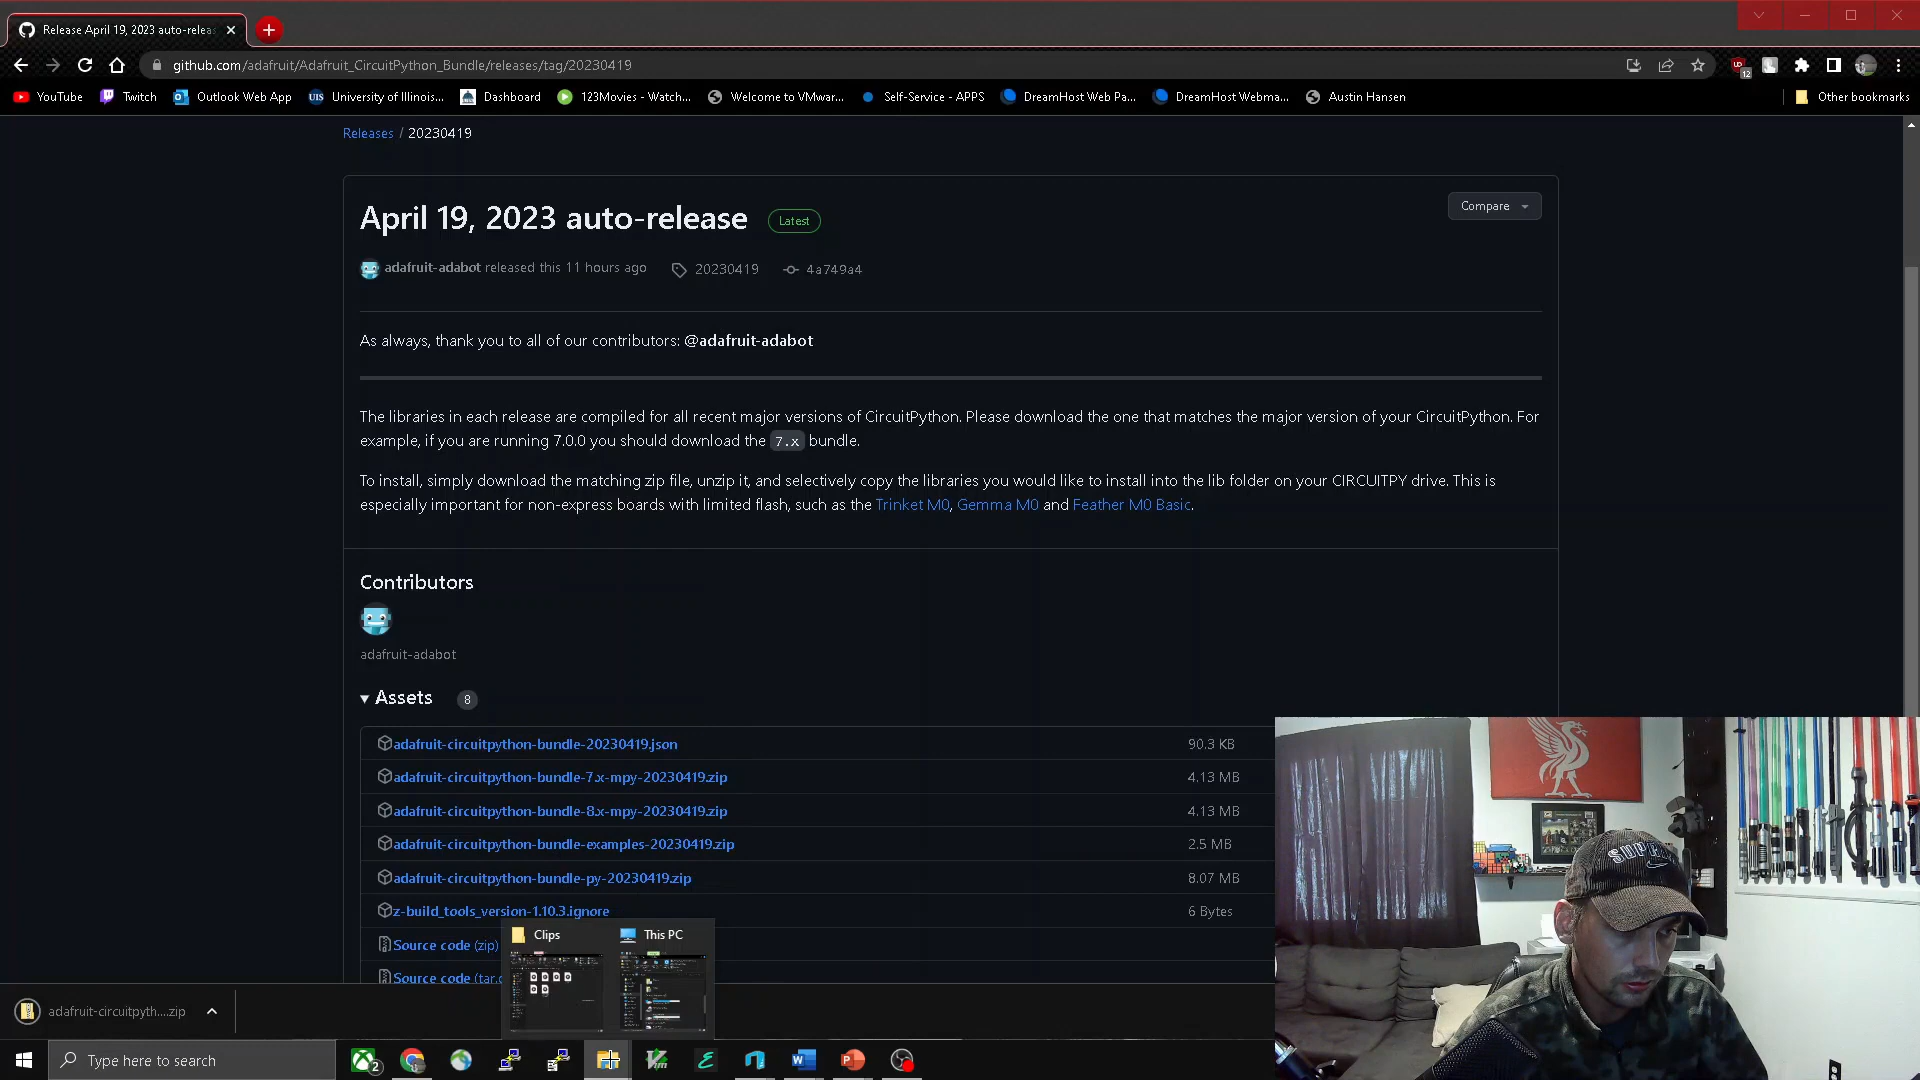 Release April 19, 2023 auto-relea
github.com/adafruit/Adafruit_CircuitPython_Bundle/releases/tag/20230419
12
YouTube Twitch Outlook Web App UIS University of Illinois... Dashboard 123Movies - Watch... Welcome to VMwar... Self-Service - APPS DreamHost Web Pa... DreamHost Webma... Austin Hansen Other bookmarks
Releases / 20230419
April 19, 2023 auto-release Latest
Compare
adafruit-adabot released this 11 hours ago 20230419 4a749a4
As always, thank you to all of our contributors: @adafruit-adabot
The libraries in each release are compiled for all recent major versions of CircuitPython. Please download the one that matches the major version of your CircuitPython. For
example, if you are running 7.0.0 you should download the 7.x bundle.
To install, simply download the matching zip file, unzip it, and selectively copy the libraries you would like to install into the lib folder on your CIRCUITPY drive. This is
especially important for non-express boards with limited flash, such as the Trinket M0, Gemma M0 and Feather M0 Basic.
Contributors
adafruit-adabot
Assets 8
adafruit-circuitpython-bundle-20230419.json 90.3 KB
adafruit-circuitpython-bundle-7.x-mpy-20230419.zip 4.13 MB
adafruit-circuitpython-bundle-8.x-mpy-20230419.zip 4.13 MB
adafruit-circuitpython-bundle-examples-20230419.zip 2.5 MB
adafruit-circuitpython-bundle-py-20230419.zip 8.07 MB
z-build_tools_version-1.10.3.ignore 6 Bytes
Clips This PC
Source code (zip)
Source code (tar.
adafruit-circuitpyth....zip
Type here to search
2